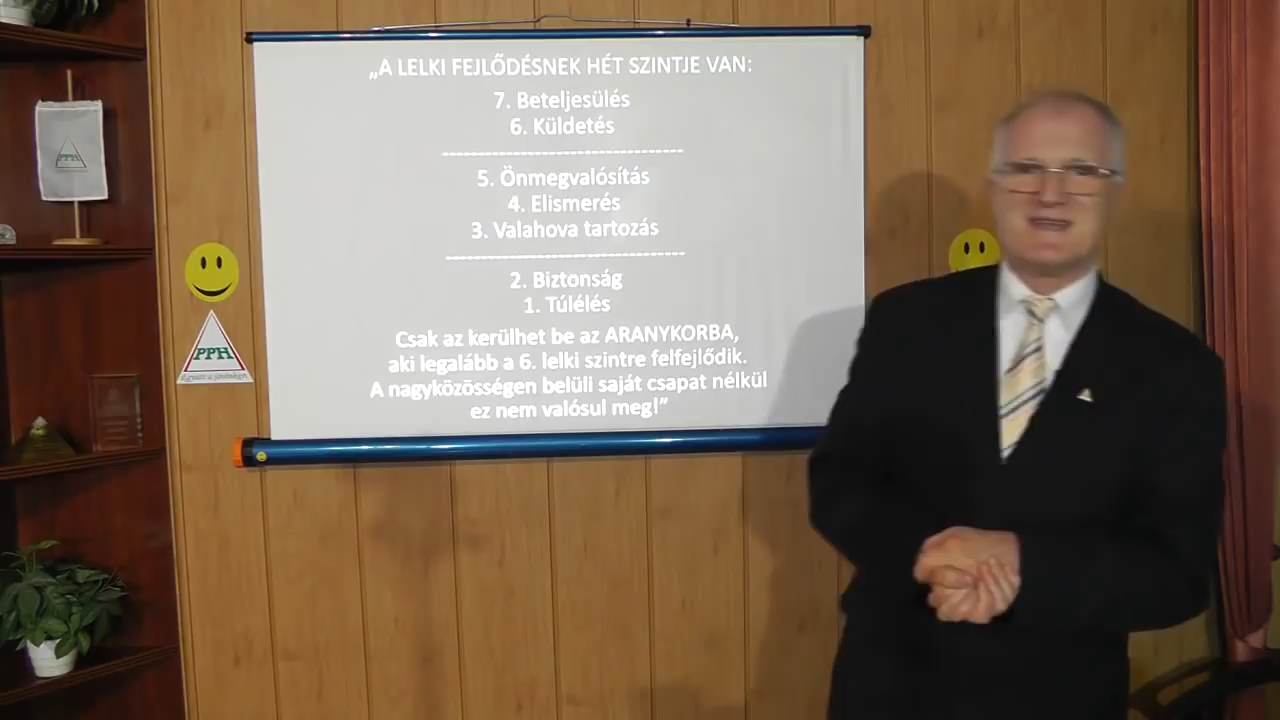 „A LELKI FEJLŐDÉSNEK HÉT SZINTJE VAN:
7. Beteljesülés
6. Küldetés
5. Önmegvalósítás
4. Elismerés
3. Valahova tartozás
2. Biztonság
1. Túlélés
Csak az kerülhet be az ARANYKORBA,
aki legalább a 6. lelki szintre felfejlődik.
A nagyközösségen belüli saját csapat nélkül
ez nem valósul meg!”
PPH
PPH
Együtt a